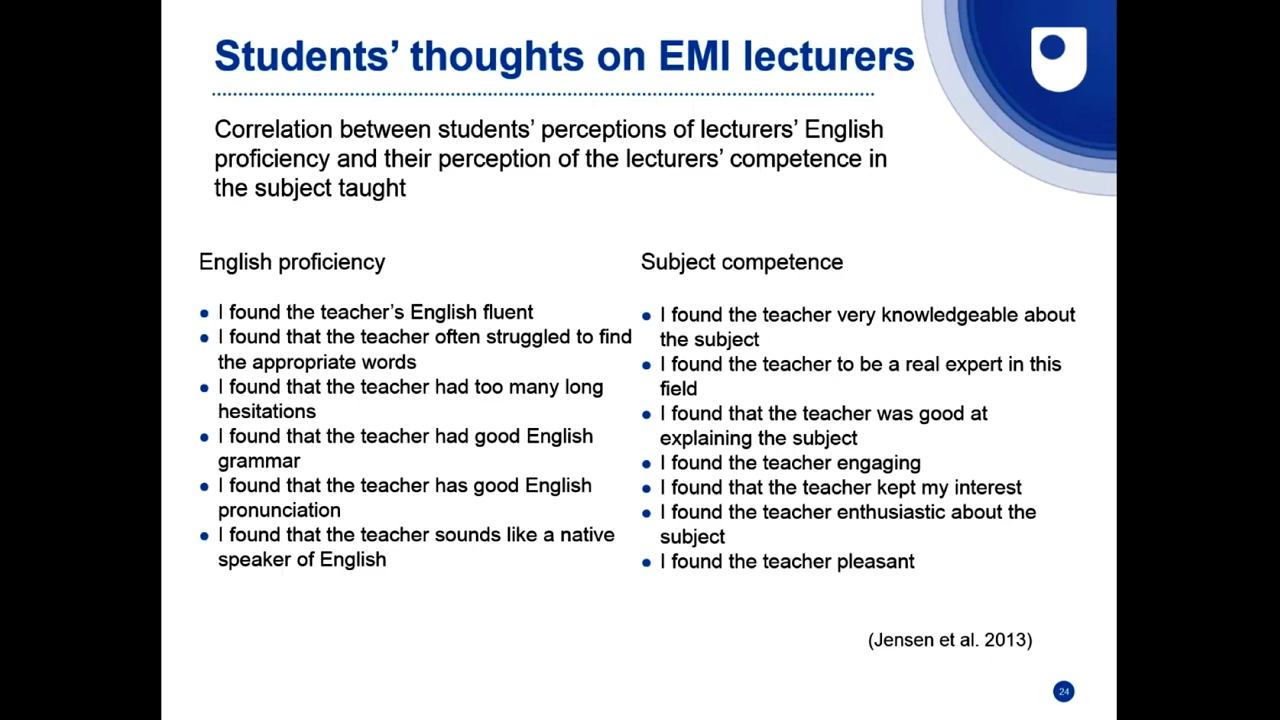 Students’ thoughts on EMI lecturers
Correlation between students’ perceptions of lecturers’ English
proficiency and their perception of the lecturers’ competence in
the subject taught
English proficiency
• I found the teacher’s English fluent
• I found that the teacher often struggled to find
the appropriate words
• I found that the teacher had too many long
hesitations
• I found that the teacher had good English
grammar
• I found that the teacher has good English
pronunciation
• I found that the teacher sounds like a native
speaker of English
Subject competence
• I found the teacher very knowledgeable about
the subject
• I found the teacher to be a real expert in this
field
• I found that the teacher was good at
explaining the subject
• I found the teacher engaging
• I found that the teacher kept my interest
• I found the teacher enthusiastic about the
subject
• I found the teacher pleasant
(Jensen et al. 2013)
24